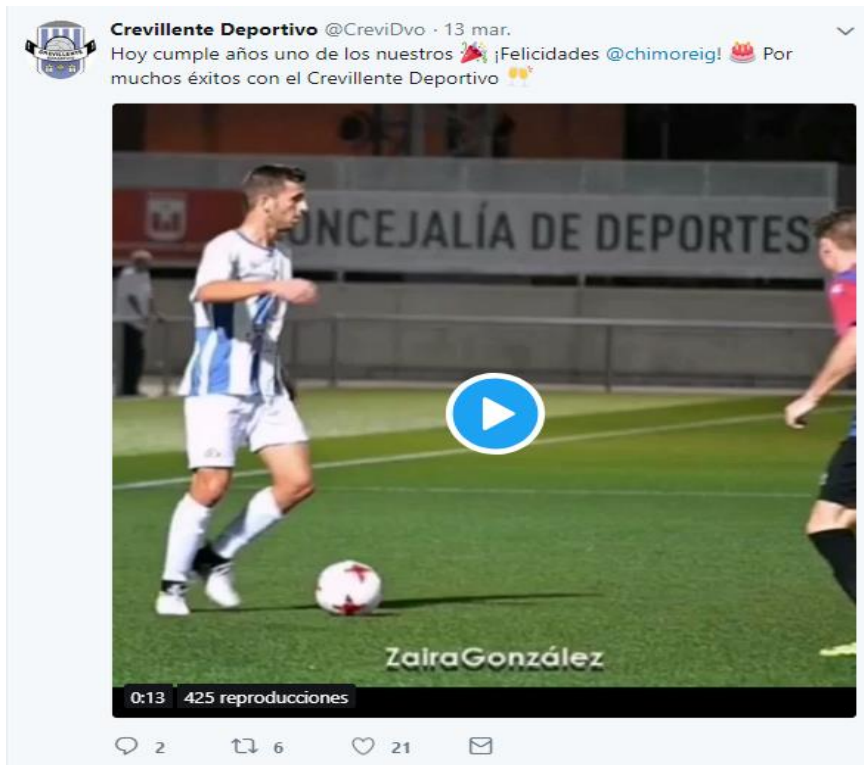 Crevillente Deportivo @CreviDvo · 13 mar.
Hoy cumple años uno de los nuestros 🎉 ¡Felicidades @chimoreig! 🎂 Por
muchos éxitos con el Crevillente Deportivo 🥂
CREVILLENTE
ONCEJALÍA DE DEPORTES
ZairaGonzález
0:13 425 reproducciones
2 6 21